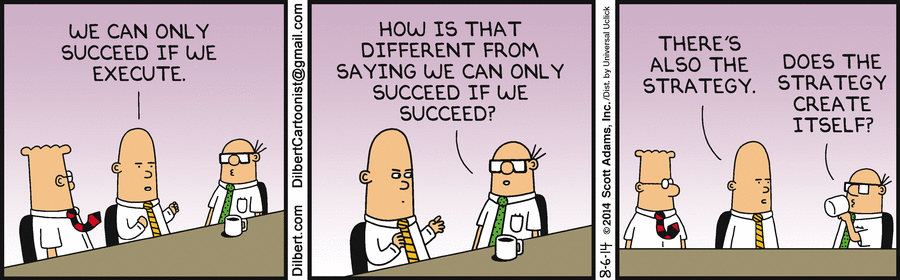 WE CAN ONLY
SUCCEED IF WE
EXECUTE.
Dilbert.com DilbertCartoonist@gmail.com
HOW IS THAT
DIFFERENT FROM
SAYING WE CAN ONLY
SUCCEED IF WE
SUCCEED?
8-6-14 ©2014 Scott Adams, Inc./Dist. by Universal Uclick
THERE'S
ALSO THE
STRATEGY.
DOES THE
STRATEGY
CREATE
ITSELF?